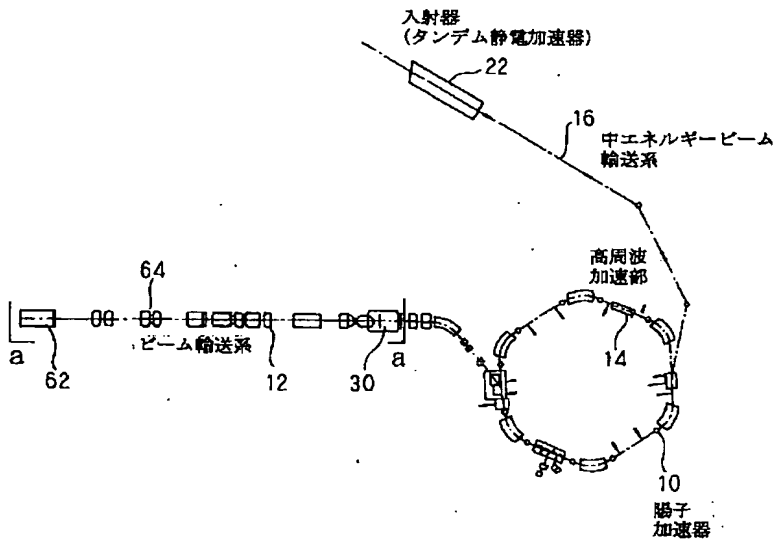 入射器
(タンデム静電加速器)
22
16
中エネルギービーム
輸送系
高周波
加速部
64
14
a
62
ビーム輸送系
12
30
a
10
陽子
加速器